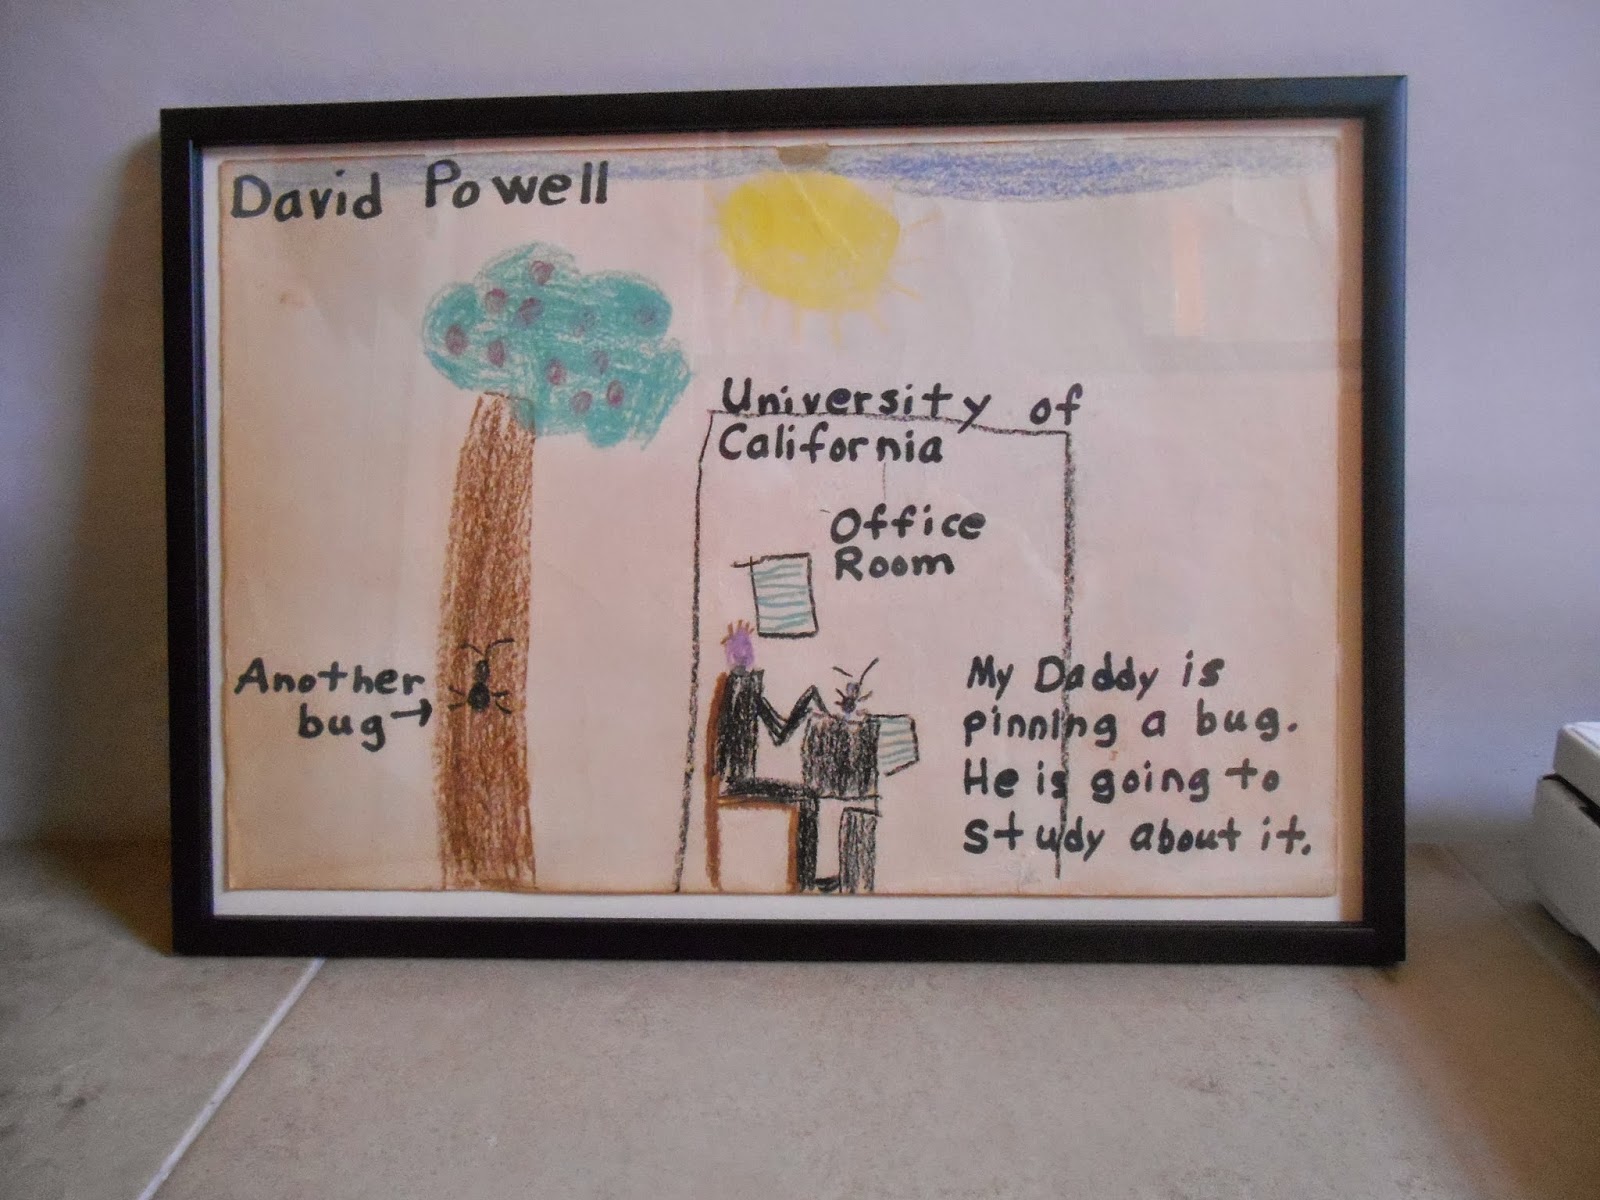 David Powell
University of
California
Office
Room
Another
bug→
My Daddy is
pinning a bug.
He is going to
Study about it.